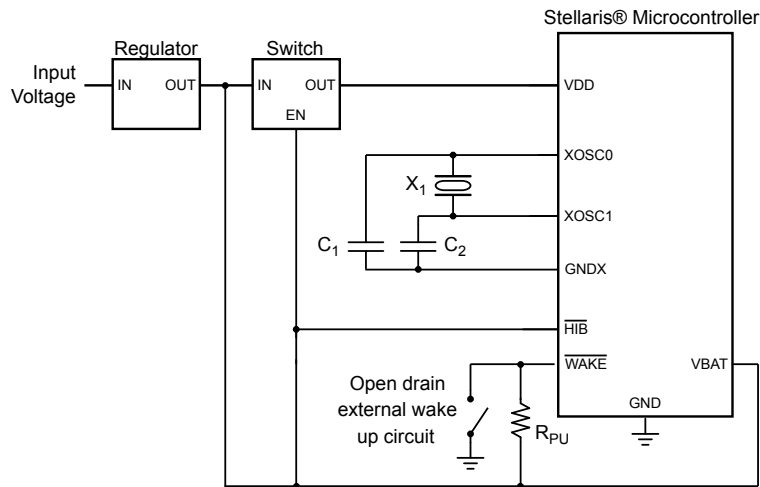 Stellaris® Microcontroller
Regulator
Switch
Input
Voltage
IN
OUT
IN
OUT
EN
VDD
XOSC0
X1
XOSC1
C1
C2
GNDX
HIB
WAKE
VBAT
Open drain
external wake
up circuit
RPU
GND